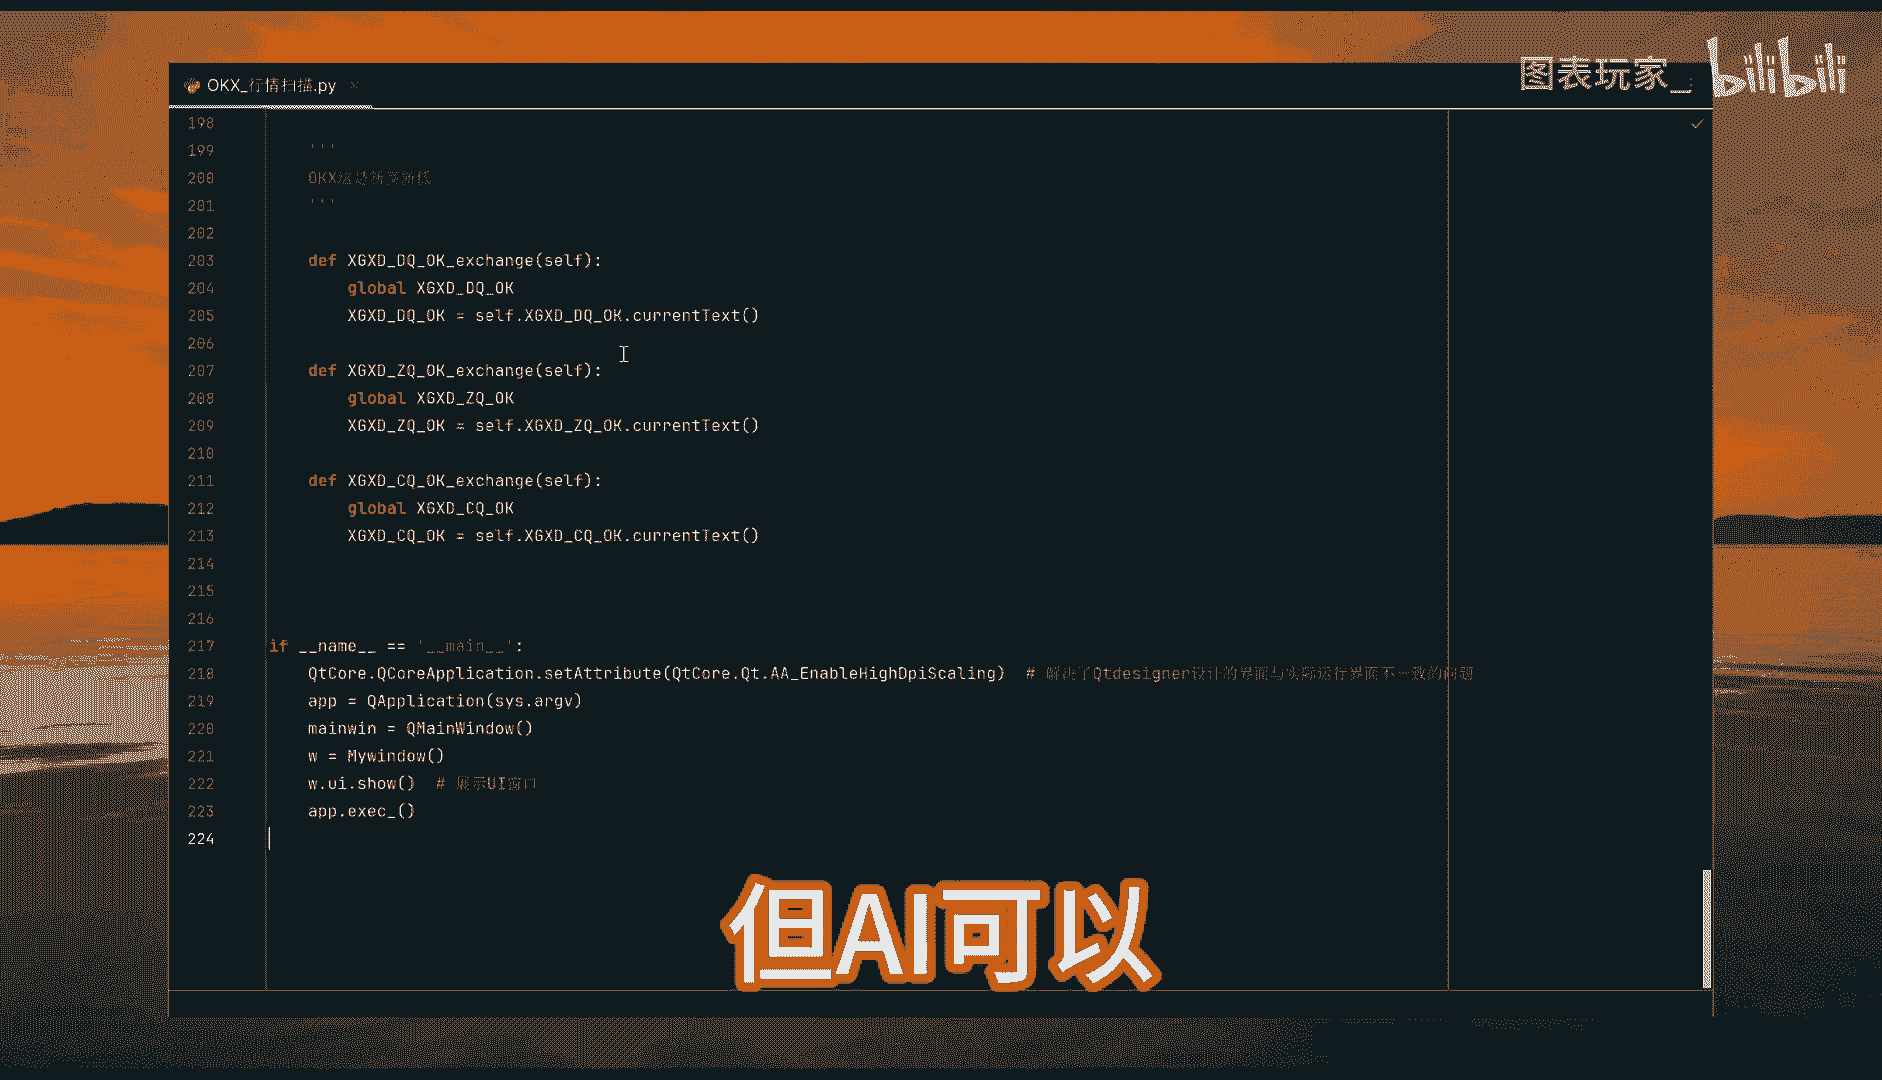 图表玩家_ bilibili
OKX_行情扫描.py ×
198
199 '''
200 OKX这是新高新低
201 '''
202
203 def XGXD_DQ_OK_exchange(self):
204 global XGXD_DQ_OK
205 XGXD_DQ_OK = self.XGXD_DQ_OK.currentText()
206
207 def XGXD_ZQ_OK_exchange(self):
208 global XGXD_ZQ_OK
209 XGXD_ZQ_OK = self.XGXD_ZQ_OK.currentText()
210
211 def XGXD_CQ_OK_exchange(self):
212 global XGXD_CQ_OK
213 XGXD_CQ_OK = self.XGXD_CQ_OK.currentText()
214
215
216
217 if __name__ == '__main__':
218 QtCore.QCoreApplication.setAttribute(QtCore.Qt.AA_EnableHighDpiScaling) # 解决了Qtdesigner设计的界面与实际运行界面不一致的问题
219 app = QApplication(sys.argv)
220 mainwin = QMainWindow()
221 w = Mywindow()
222 w.ui.show() # 展示UI窗口
223 app.exec_()
224
但AI可以